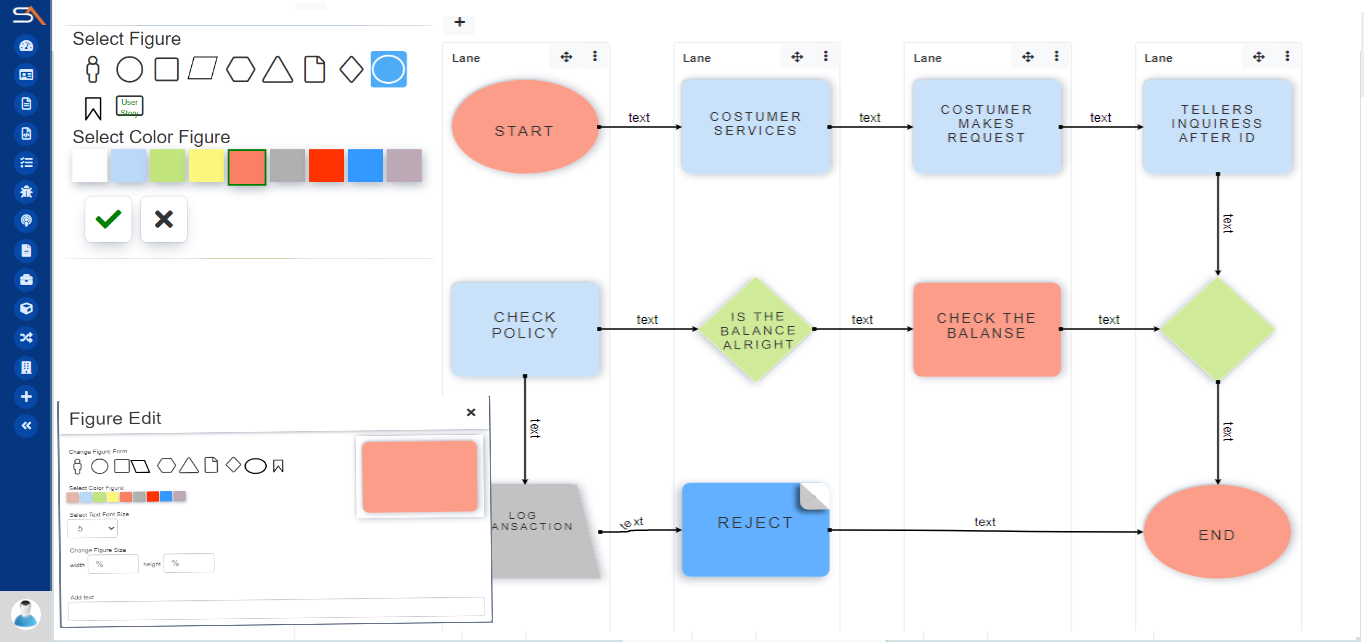 SA
+
Select Figure
User
Story
Select Color Figure
Lane
Lane
Lane
Lane
START
text
COSTUMER
SERVICES
text
COSTUMER
MAKES
REQUEST
text
TELLERS
INQUIRESS
AFTER ID
text
CHECK
POLICY
text
IS THE
BALANCE
ALRIGHT
text
CHECK THE
BALANSE
text
text
text
LOG
ANSACTION
text
REJECT
text
END
Figure Edit
Change Figure Form
Select Color Figure
Select Text Font Size
5
Change Figure Size
width % height %
Add text